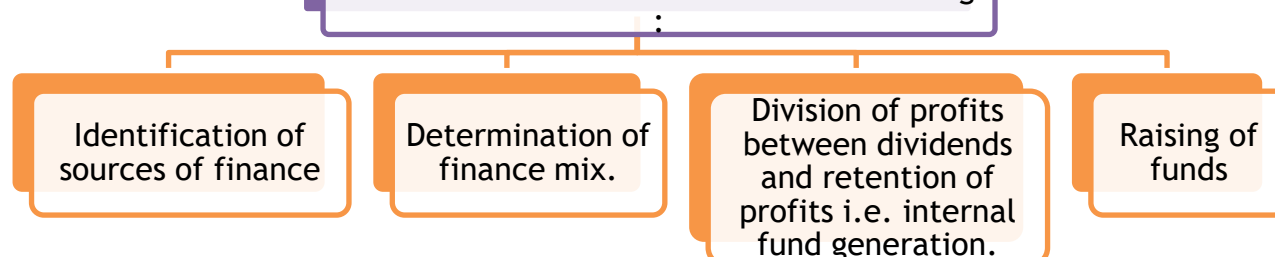 :
Identification of
sources of finance
Determination of
finance mix.
Division of profits
between dividends
and retention of
profits i.e. internal
fund generation.
Raising of
funds